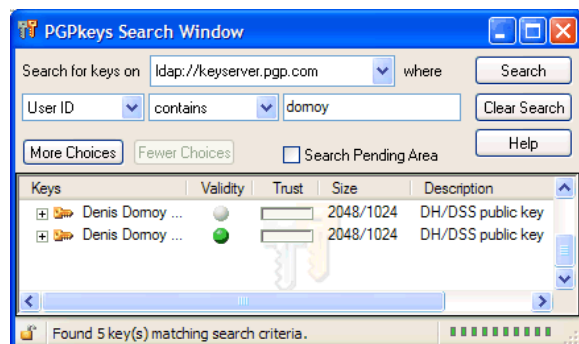 PGPkeys Search Window
Search for keys on ldap://keyserver.pgp.com where Search
User ID contains domoy Clear Search
More Choices Fewer Choices Search Pending Area Help
Keys Validity Trust Size Description
Denis Domoy ... 2048/1024 DH/DSS public key
Denis Domoy ... 2048/1024 DH/DSS public key
Found 5 key(s) matching search criteria.